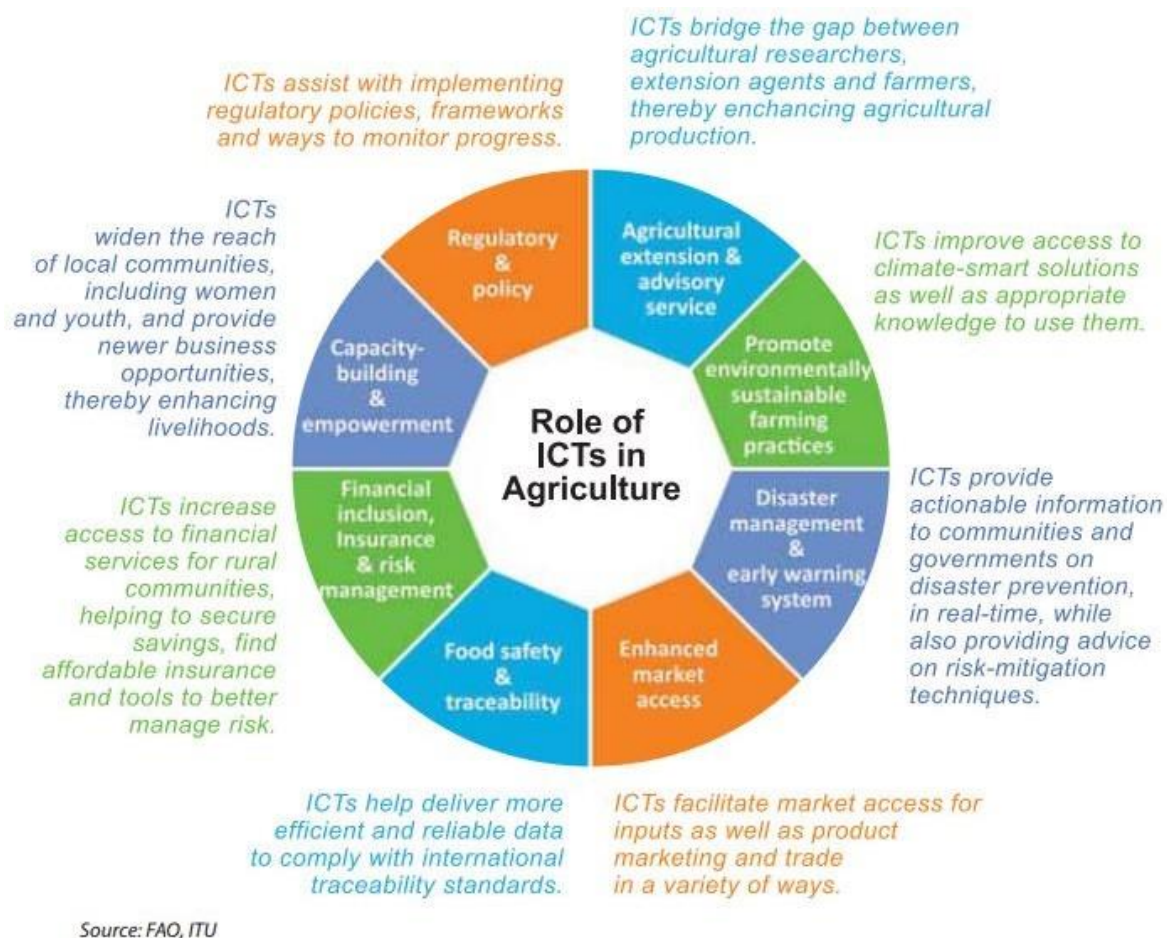 ICTs bridge the gap between
agricultural researchers,
extension agents and farmers,
thereby enchancing agricultural
production.
ICTs assist with implementing
regulatory policies, frameworks
and ways to monitor progress.
ICTs
widen the reach
of local communities,
including women
and youth, and provide
newer business
opportunities,
thereby enhancing
livelihoods.
Regulatory
&
policy
Agricultural
extension &
advisory
service
ICTs improve access to
climate-smart solutions
as well as appropriate
knowledge to use them.
Capacity-
building
&
empowerment
Promote
environmentally
sustainable
farming
practices
Role of
ICTs in
Agriculture
ICTs increase
access to financial
services for rural
communities,
helping to secure
savings, find
affordable insurance
and tools to better
manage risk.
Financial
inclusion,
Insurance
& risk
management
Disaster
management
&
early warning
system
ICTs provide
actionable information
to communities and
governments on
disaster prevention,
in real-time, while
also providing advice
on risk-mitigation
techniques.
Food safety
&
traceability
Enhanced
market
access
ICTs help deliver more
efficient and reliable data
to comply with international
traceability standards.
ICTs facilitate market access for
inputs as well as product
marketing and trade
in a variety of ways.
Source: FAO, ITU